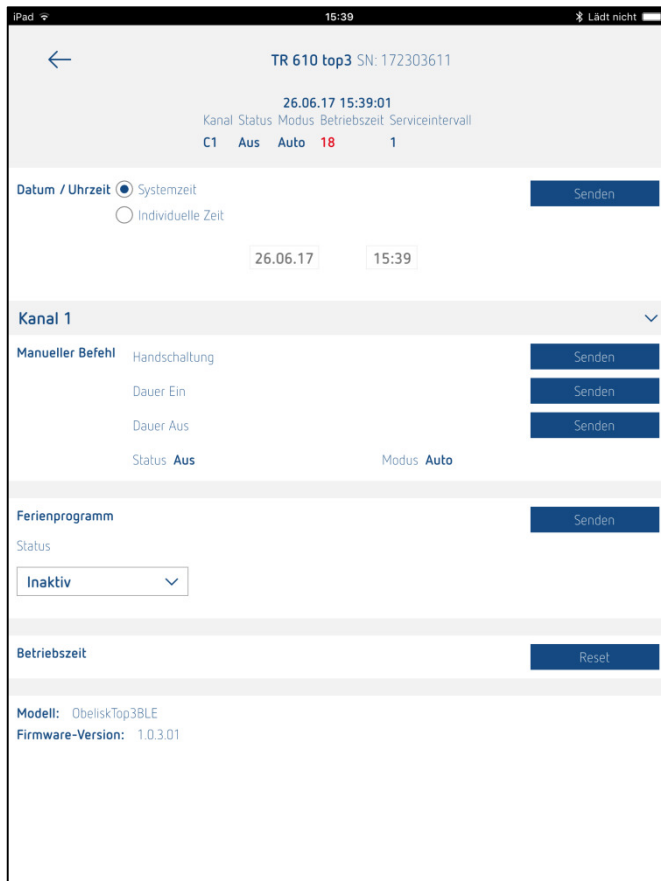 iPad 15:39 Lädt nicht
TR 610 top3 SN: 172303611
26.06.17 15:39:01
Kanal Status Modus Betriebszeit Serviceintervall
C1 Aus Auto 18 1
Datum / Uhrzeit Systemzeit Senden
Individuelle Zeit
26.06.17 15:39
Kanal 1
Manueller Befehl Handschaltung Senden
Dauer Ein Senden
Dauer Aus Senden
Status Aus Modus Auto
Ferienprogramm Senden
Status
Inaktiv
Betriebszeit Reset
Modell: ObeliskTop3BLE
Firmware-Version: 1.0.3.01